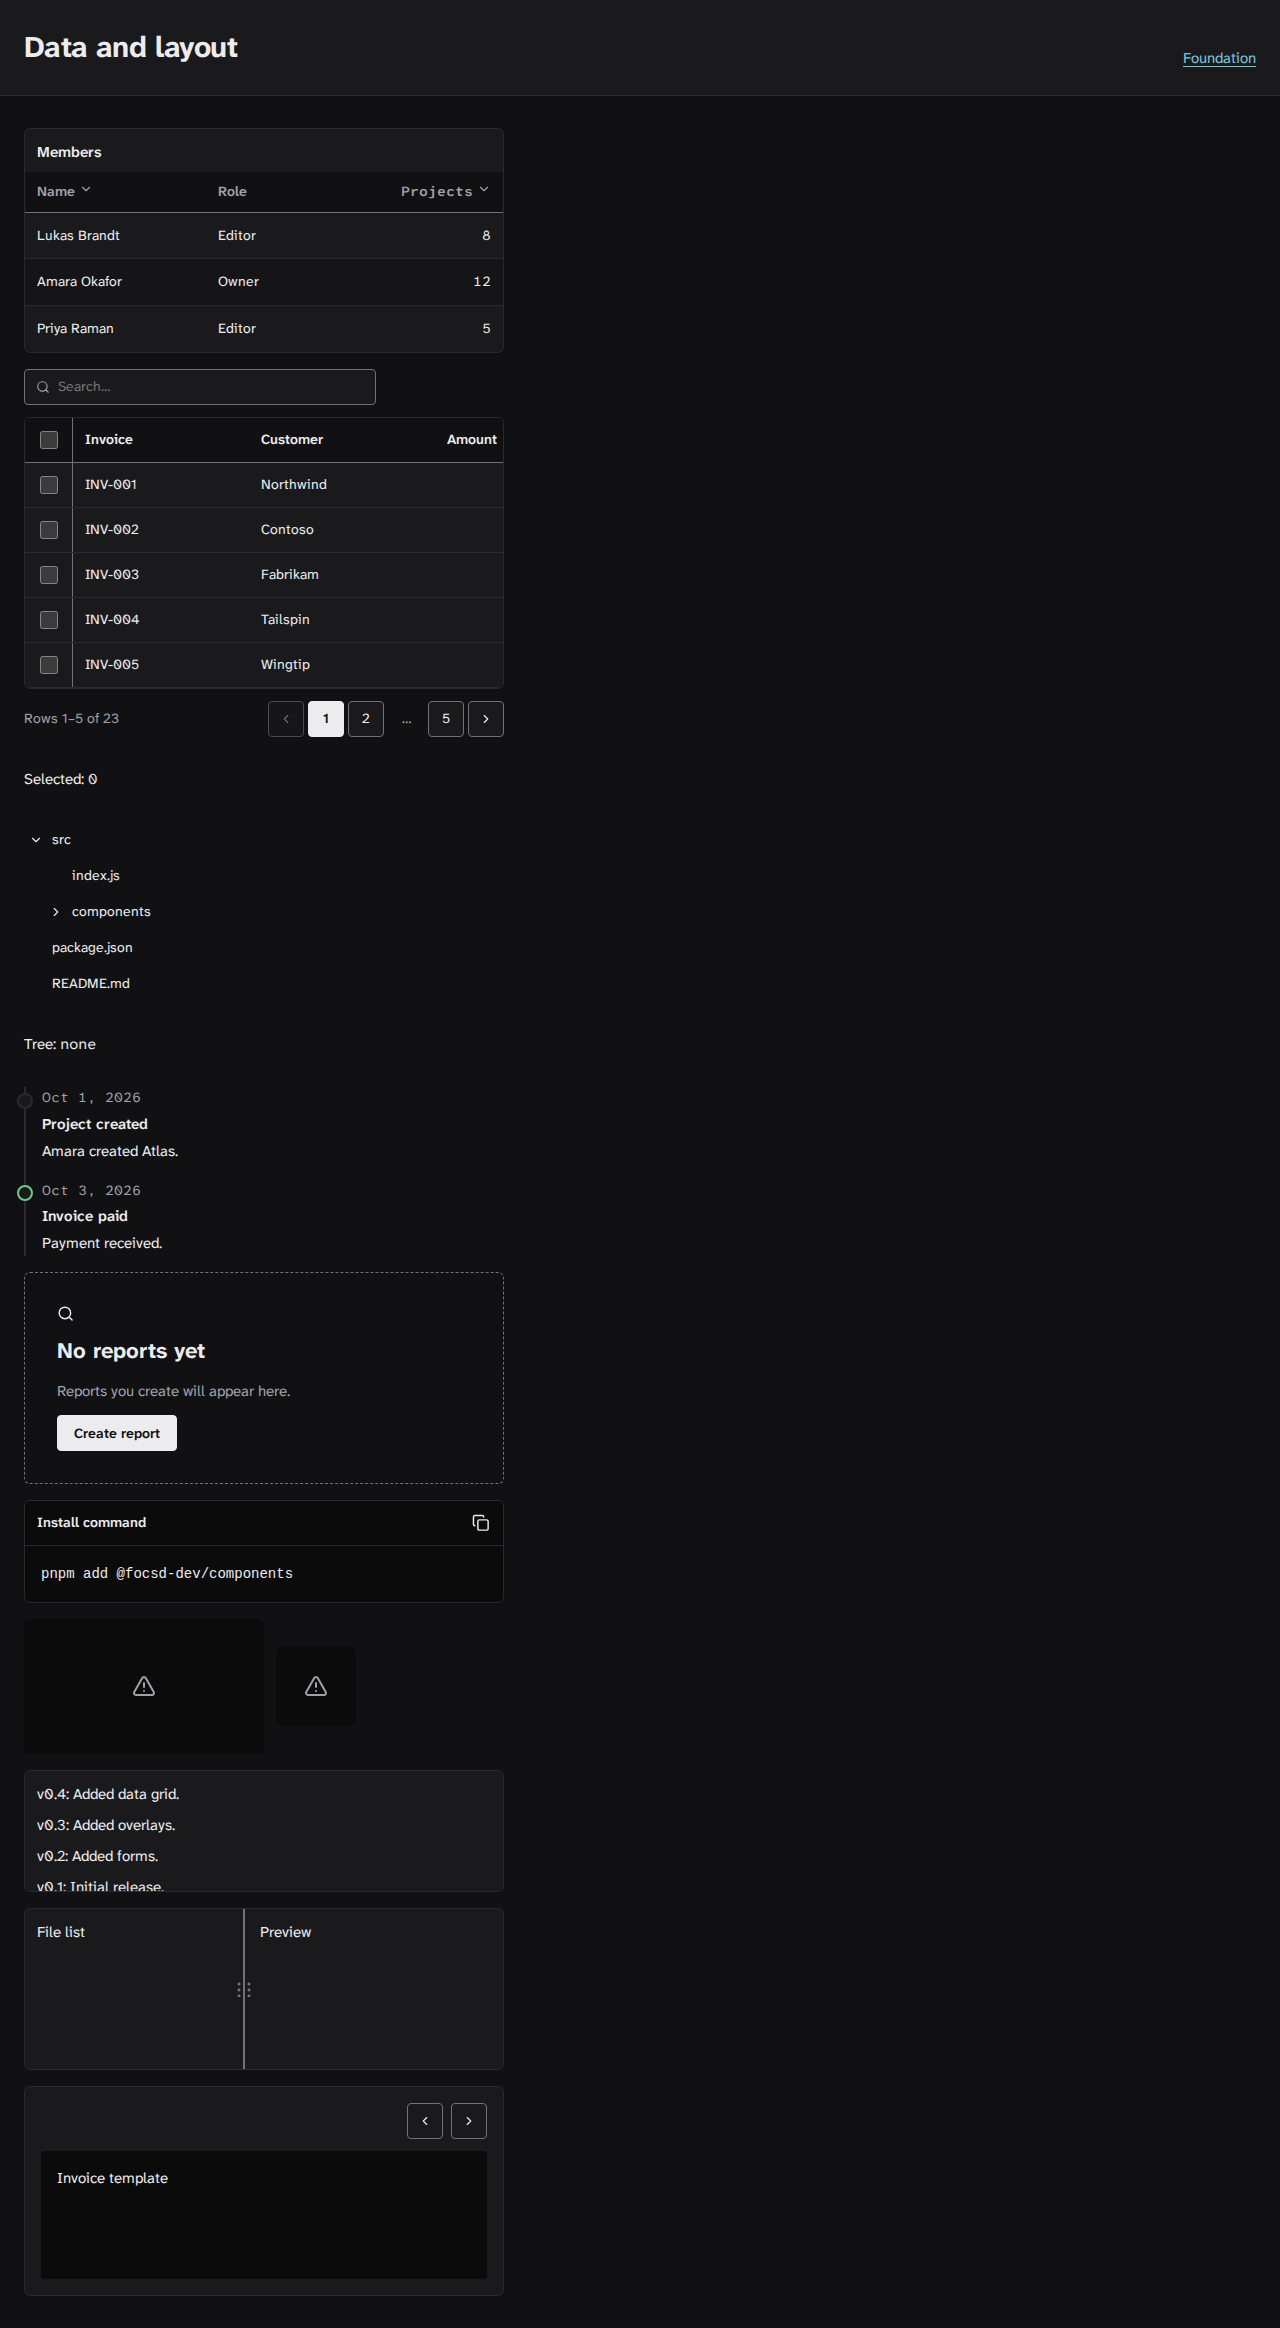 Data and layout
Foundation
Members
Name Role Projects
Lukas Brandt Editor 8
Amara Okafor Owner 12
Priya Raman Editor 5
Search...
Invoice Customer Amount
INV-001 Northwind
INV-002 Contoso
INV-003 Fabrikam
INV-004 Tailspin
INV-005 Wingtip
Rows 1–5 of 23
1 2 … 5
Selected: 0
src
index.js
components
package.json
README.md
Tree: none
Oct 1, 2026
Project created
Amara created Atlas.
Oct 3, 2026
Invoice paid
Payment received.
No reports yet
Reports you create will appear here.
Create report
Install command
pnpm add @focsd-dev/components
v0.4: Added data grid.
v0.3: Added overlays.
v0.2: Added forms.
v0.1: Initial release.
File list
Preview
Invoice template